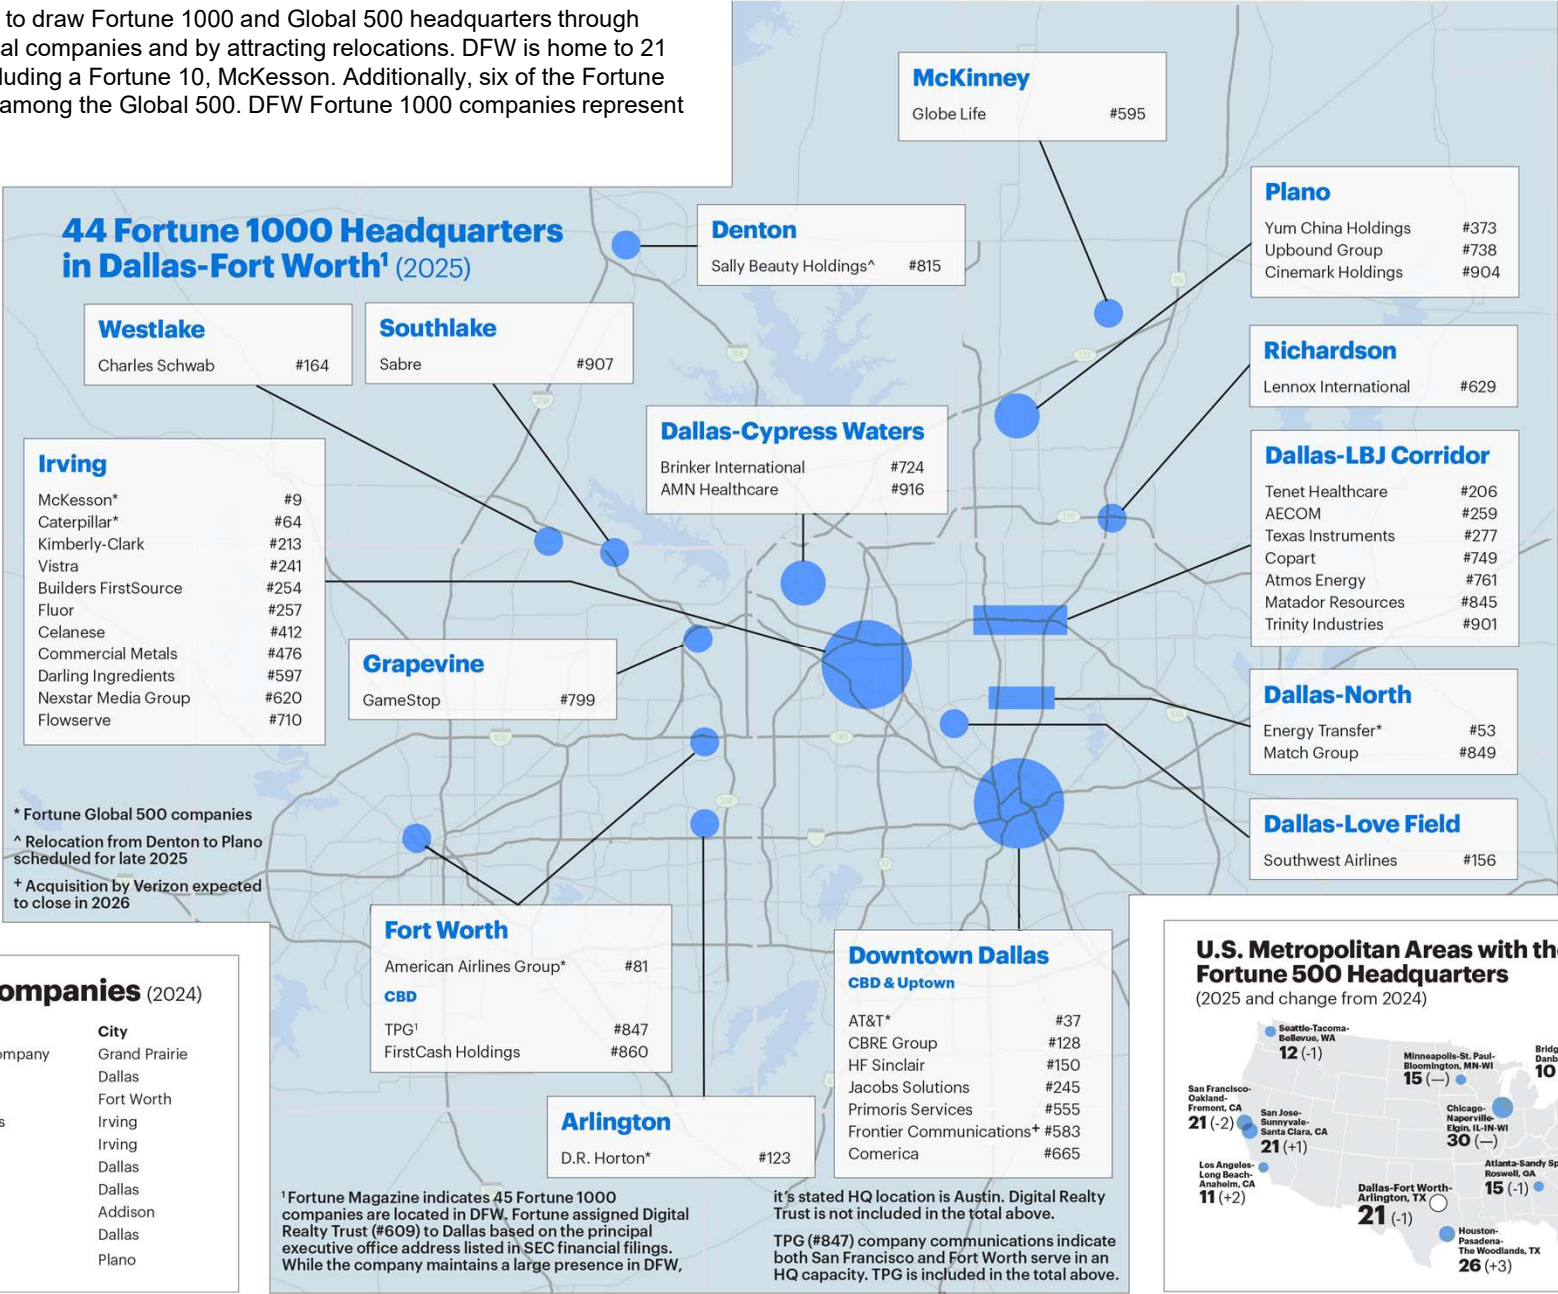 to draw Fortune 1000 and Global 500 headquarters through
al companies and by attracting relocations. DFW is home to 21
luding a Fortune 10, McKesson. Additionally, six of the Fortune
among the Global 500. DFW Fortune 1000 companies represent
44 Fortune 1000 Headquarters
in Dallas-Fort Worth¹ (2025)
McKinney
Globe Life #595
Denton
Sally Beauty Holdings^ #815
Plano
Yum China Holdings #373
Upbound Group #738
Cinemark Holdings #904
Westlake
Charles Schwab #164
Southlake
Sabre #907
Richardson
Lennox International #629
Dallas-Cypress Waters
Brinker International #724
AMN Healthcare #916
Irving
McKesson* #9
Caterpillar* #64
Kimberly-Clark #213
Vistra #241
Builders FirstSource #254
Fluor #257
Celanese #412
Commercial Metals #476
Darling Ingredients #597
Nexstar Media Group #620
Flowserve #710
Dallas-LBJ Corridor
Tenet Healthcare #206
AECOM #259
Texas Instruments #277
Copart #749
Atmos Energy #761
Matador Resources #845
Trinity Industries #901
Grapevine
GameStop #799
Dallas-North
Energy Transfer* #53
Match Group #849
Dallas-Love Field
Southwest Airlines #156
* Fortune Global 500 companies
^ Relocation from Denton to Plano
scheduled for late 2025
+ Acquisition by Verizon expected
to close in 2026
Fort Worth
American Airlines Group* #81
CBD
TPG¹ #847
FirstCash Holdings #860
Downtown Dallas
CBD & Uptown
AT&T* #37
CBRE Group #128
HF Sinclair #150
Jacobs Solutions #245
Primoris Services #555
Frontier Communications+ #583
Comerica #665
Arlington
D.R. Horton* #123
¹ Fortune Magazine indicates 45 Fortune 1000
companies are located in DFW. Fortune assigned Digital
Realty Trust (#609) to Dallas based on the principal
executive office address listed in SEC financial filings.
While the company maintains a large presence in DFW,
it's stated HQ location is Austin. Digital Realty
Trust is not included in the total above.
TPG (#847) company communications indicate
both San Francisco and Fort Worth serve in an
HQ capacity. TPG is included in the total above.
ompanies (2024)
City
ompany Grand Prairie
Dallas
Fort Worth
s Irving
Irving
Dallas
Dallas
Addison
Dallas
Plano
U.S. Metropolitan Areas with the
Fortune 500 Headquarters
(2025 and change from 2024)
Seattle-Tacoma-
Bellevue, WA
12 (-1)
Minneapolis-St. Paul-
Bloomington, MN-WI
15 (—)
Bridg
Danb
10
San Francisco-
Oakland-
Fremont, CA
21 (-2)
San Jose-
Sunnyvale-
Santa Clara, CA
21 (+1)
Chicago-
Naperville-
Elgin, IL-IN-WI
30 (—)
Los Angeles-
Long Beach-
Anaheim, CA
11 (+2)
Atlanta-Sandy Sp
Roswell, GA
15 (-1)
Dallas-Fort Worth-
Arlington, TX
21 (-1)
Houston-
Pasadena-
The Woodlands, TX
26 (+3)